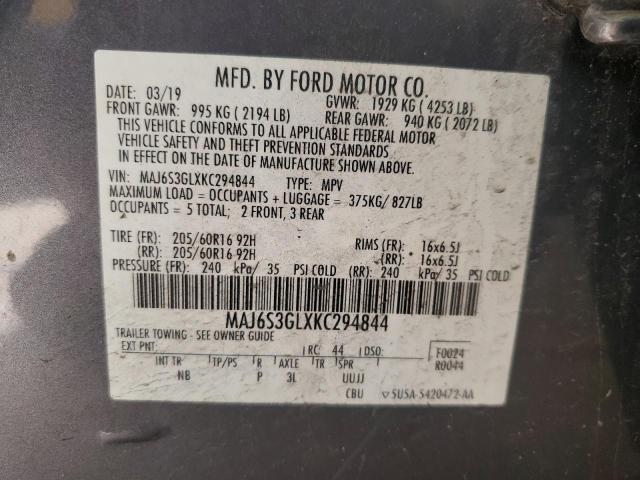 MFD. BY FORD MOTOR CO.
DATE: 03/19 GVWR: 1929 KG ( 4253 LB)
FRONT GAWR: 995 KG ( 2194 LB) REAR GAWR: 940 KG ( 2072 LB)
THIS VEHICLE CONFORMS TO ALL APPLICABLE FEDERAL MOTOR
VEHICLE SAFETY AND THEFT PREVENTION STANDARDS
IN EFFECT ON THE DATE OF MANUFACTURE SHOWN ABOVE.
VIN: MAJ6S3GLXKC294844 TYPE: MPV
MAXIMUM LOAD = OCCUPANTS + LUGGAGE = 375KG/ 827LB
OCCUPANTS = 5 TOTAL; 2 FRONT, 3 REAR
TIRE (FR): 205/60R16 92H RIMS (FR): 16x6.5J
(RR): 205/60R16 92H (RR): 16x6.5J
PRESSURE (FR): 240 kPa/ 35 PSI COLD (RR): 240 kPa/ 35 PSI COLD
MAJ6S3GLXKC294844
TRAILER TOWING - SEE OWNER GUIDE
EXT PNT: RC: 44 DSO: F0024
INT TR TP/PS R AXLE TR SPR R0044
NB P 3L UUJJ
CBU ▽ 5U5A-5420472-AA